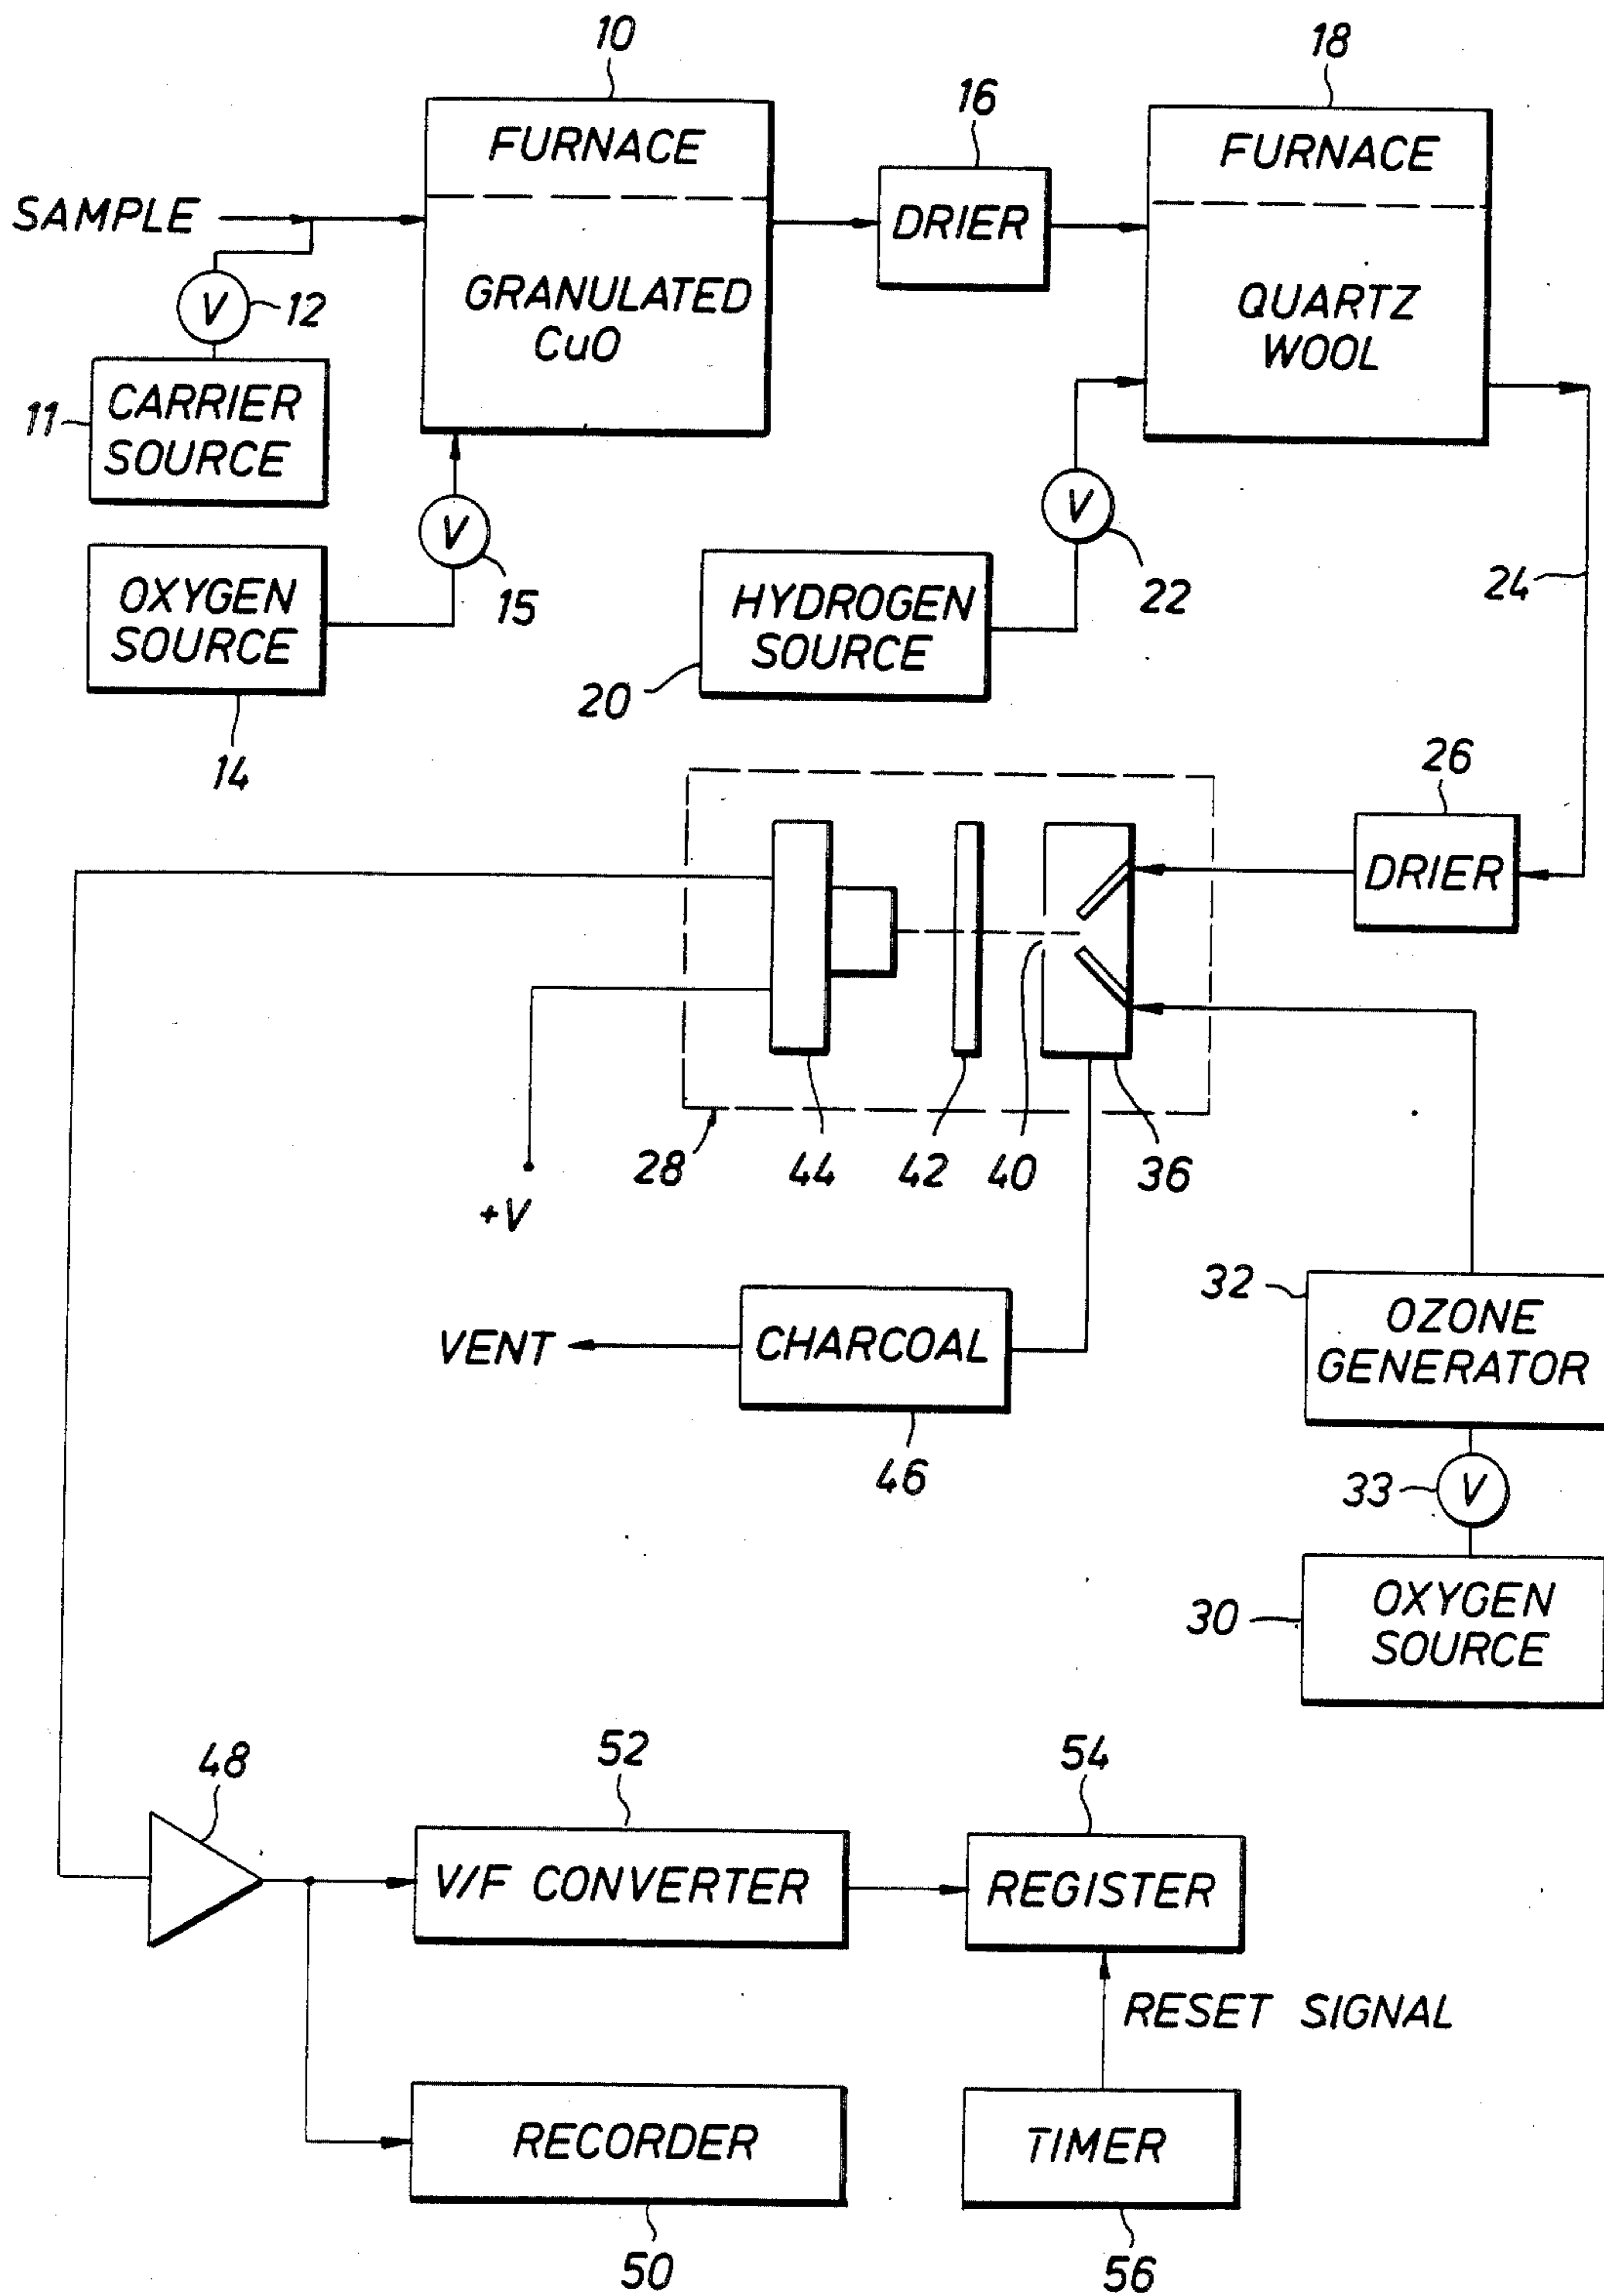 10
18
16
FURNACE
FURNACE
SAMPLE
DRIER
GRANULATED
CuO
QUARTZ
WOOL
V
12
11
CARRIER
SOURCE
V
15
V
22
24
OXYGEN
SOURCE
14
HYDROGEN
SOURCE
20
26
DRIER
28
44
42
40
36
+V
32
OZONE
GENERATOR
VENT
CHARCOAL
46
33
V
30
OXYGEN
SOURCE
48
52
54
V/F CONVERTER
REGISTER
RESET SIGNAL
RECORDER
TIMER
50
56